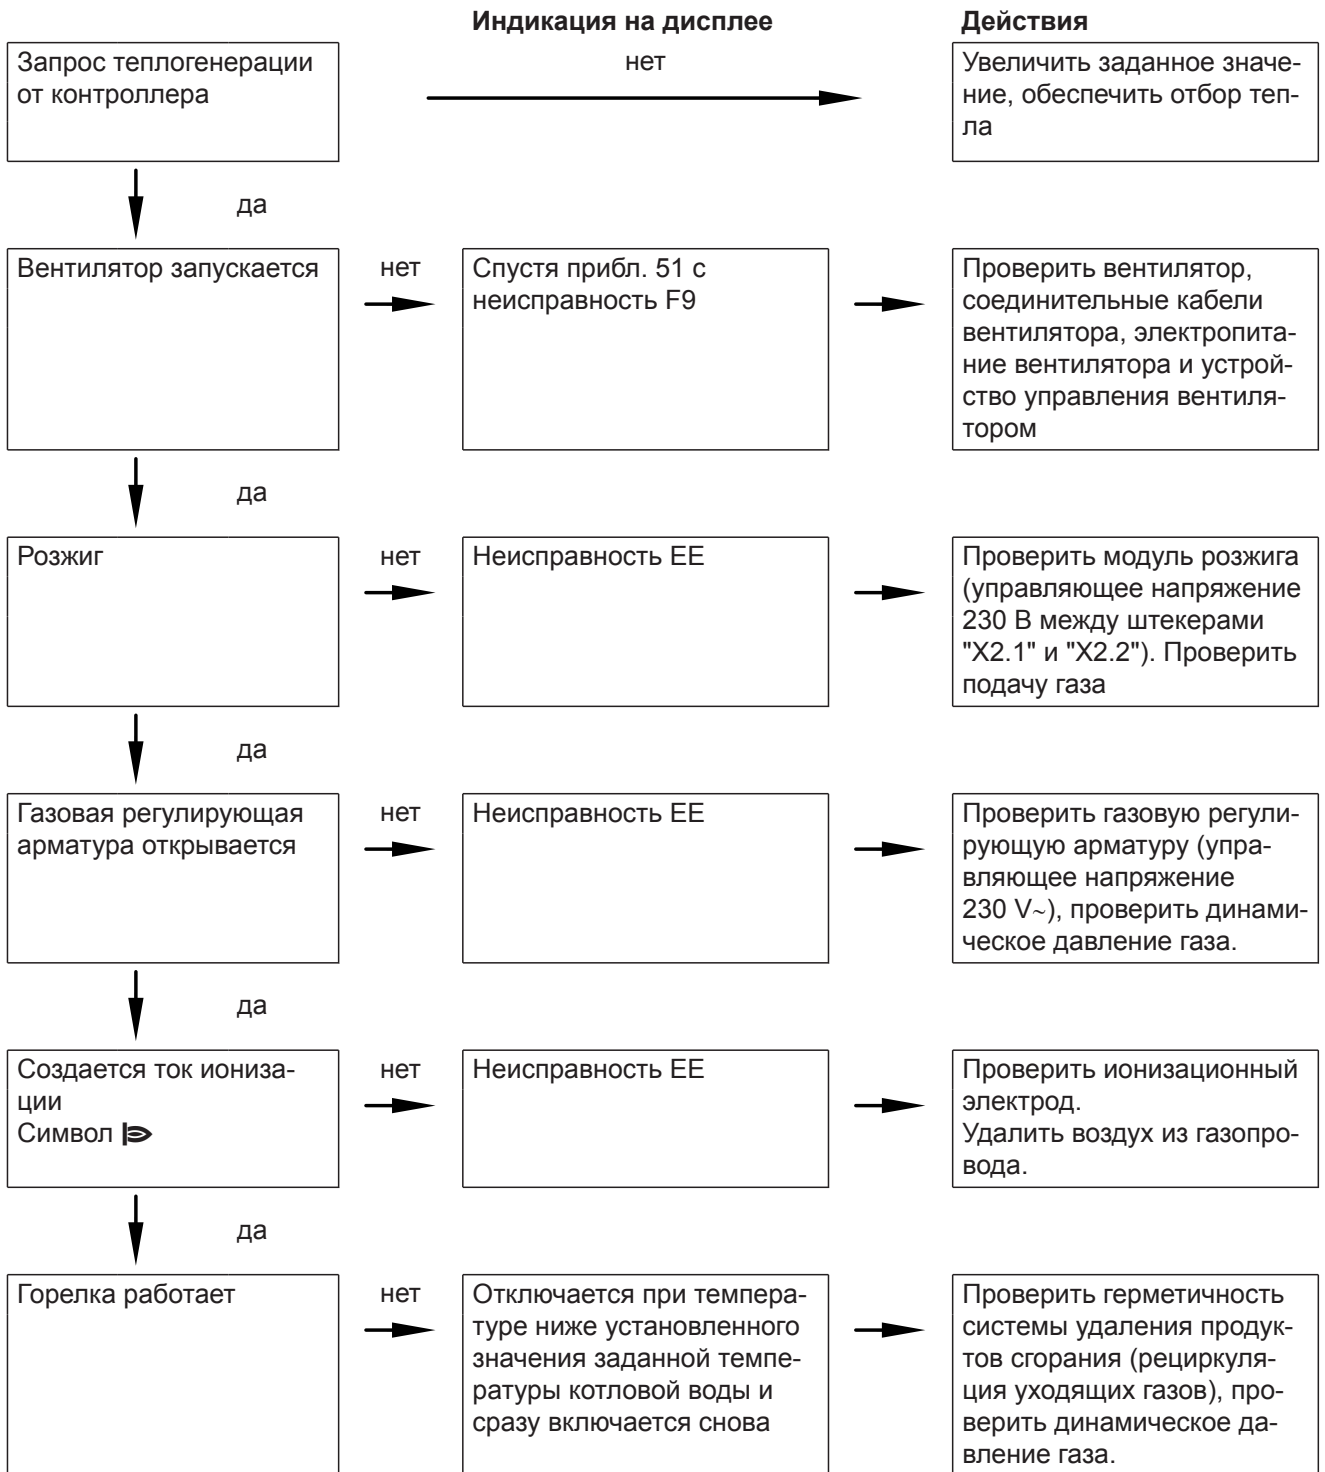 Индикация на дисплее
Действия
Запрос теплогенерации
от контроллера
нет
Увеличить заданное значе-
ние, обеспечить отбор теп-
ла
да
Вентилятор запускается
нет
Спустя прибл. 51 с
неисправность F9
Проверить вентилятор,
соединительные кабели
вентилятора, электропита-
ние вентилятора и устрой-
ство управления вентиля-
тором
да
Розжиг
нет
Неисправность EE
Проверить модуль розжига
(управляющее напряжение
230 В между штекерами
"X2.1" и "X2.2"). Проверить
подачу газа
да
Газовая регулирующая
арматура открывается
нет
Неисправность EE
Проверить газовую регули-
рующую арматуру (упра-
вляющее напряжение
230 V~), проверить динами-
ческое давление газа.
да
Создается ток иониза-
ции
Символ
нет
Неисправность EE
Проверить ионизационный
электрод.
Удалить воздух из газопро-
вода.
да
Горелка работает
нет
Отключается при темпера-
туре ниже установленного
значения заданной темпе-
ратуры котловой воды и
сразу включается снова
Проверить герметичность
системы удаления продук-
тов сгорания (рециркуля-
ция уходящих газов), про-
верить динамическое да-
вление газа.